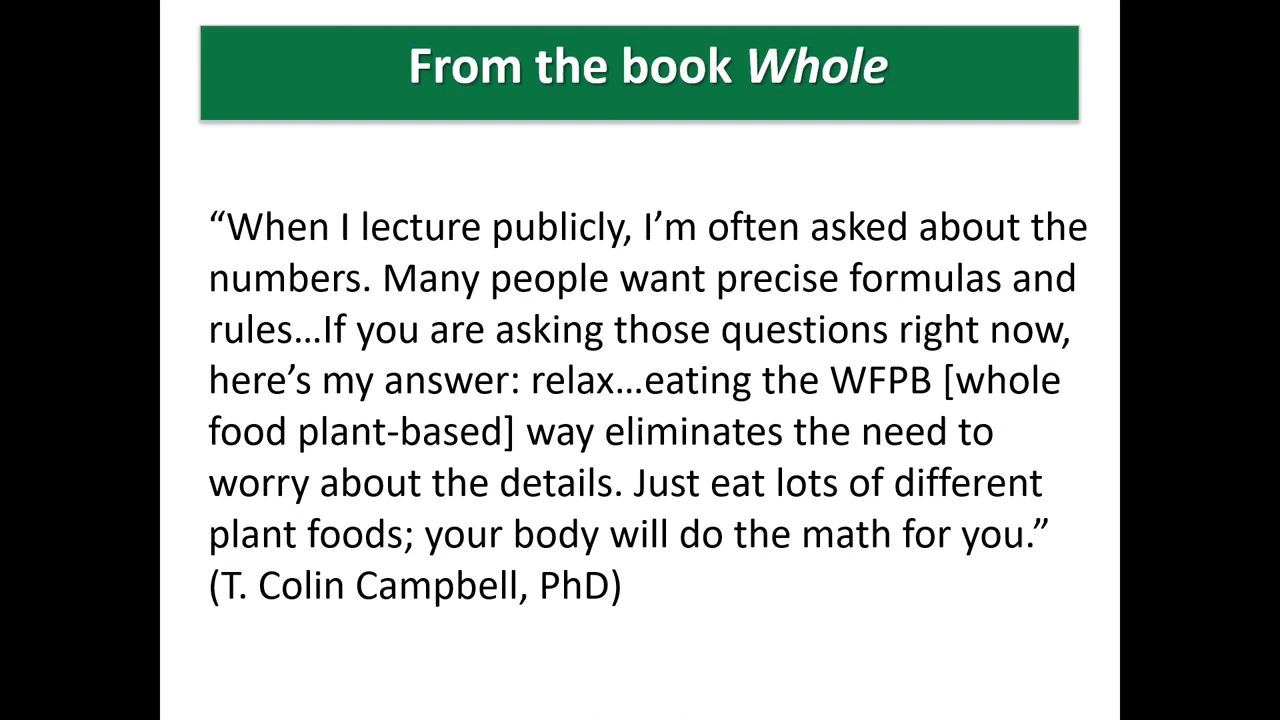 From the book Whole
“When I lecture publicly, I’m often asked about the
numbers. Many people want precise formulas and
rules…If you are asking those questions right now,
here’s my answer: relax…eating the WFPB [whole
food plant-based] way eliminates the need to
worry about the details. Just eat lots of different
plant foods; your body will do the math for you.”
(T. Colin Campbell, PhD)